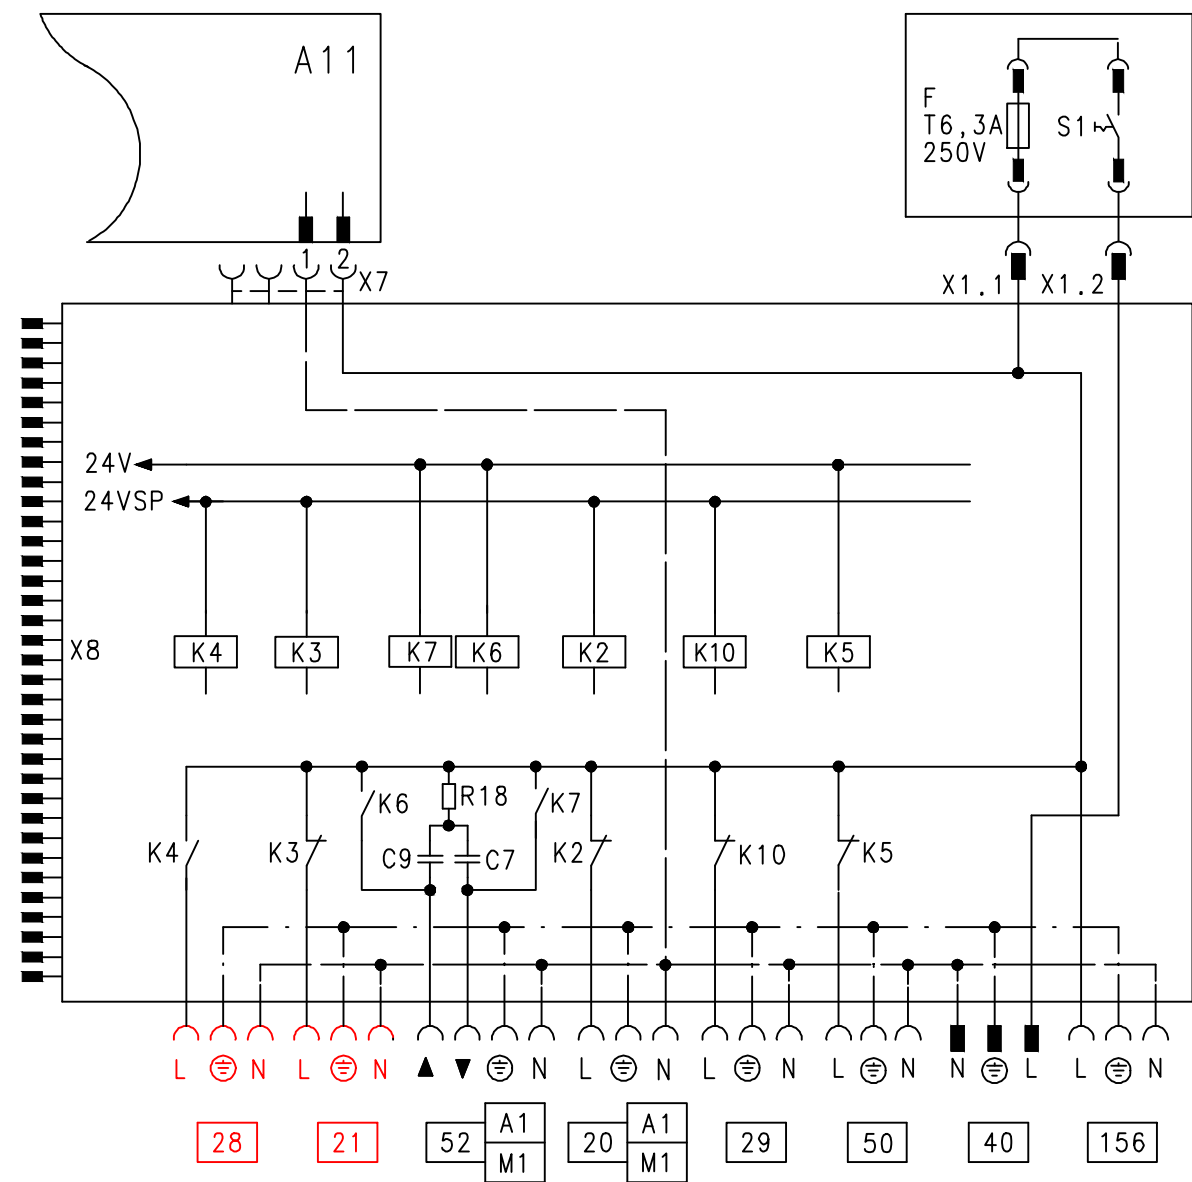 A11
F
T6,3A
250V
S1
1 2
X7
X1.1 X1.2
24V
24VSP
X8
K4 K3 K7 K6 K2 K10 K5
K6 R18 K7
K4 K3 C9 C7 K2 K10 K5
L N L N ▲ ▼ N L N L N L N N L L N
28 21 52 A1 M1 20 A1 M1 29 50 40 156